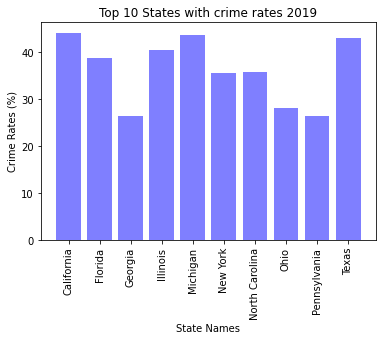 Top 10 States with crime rates 2019
Crime Rates (%)
40
30
20
10
0
California
Florida
Georgia
Illinois
Michigan
New York
North Carolina
Ohio
Pennsylvania
Texas
State Names